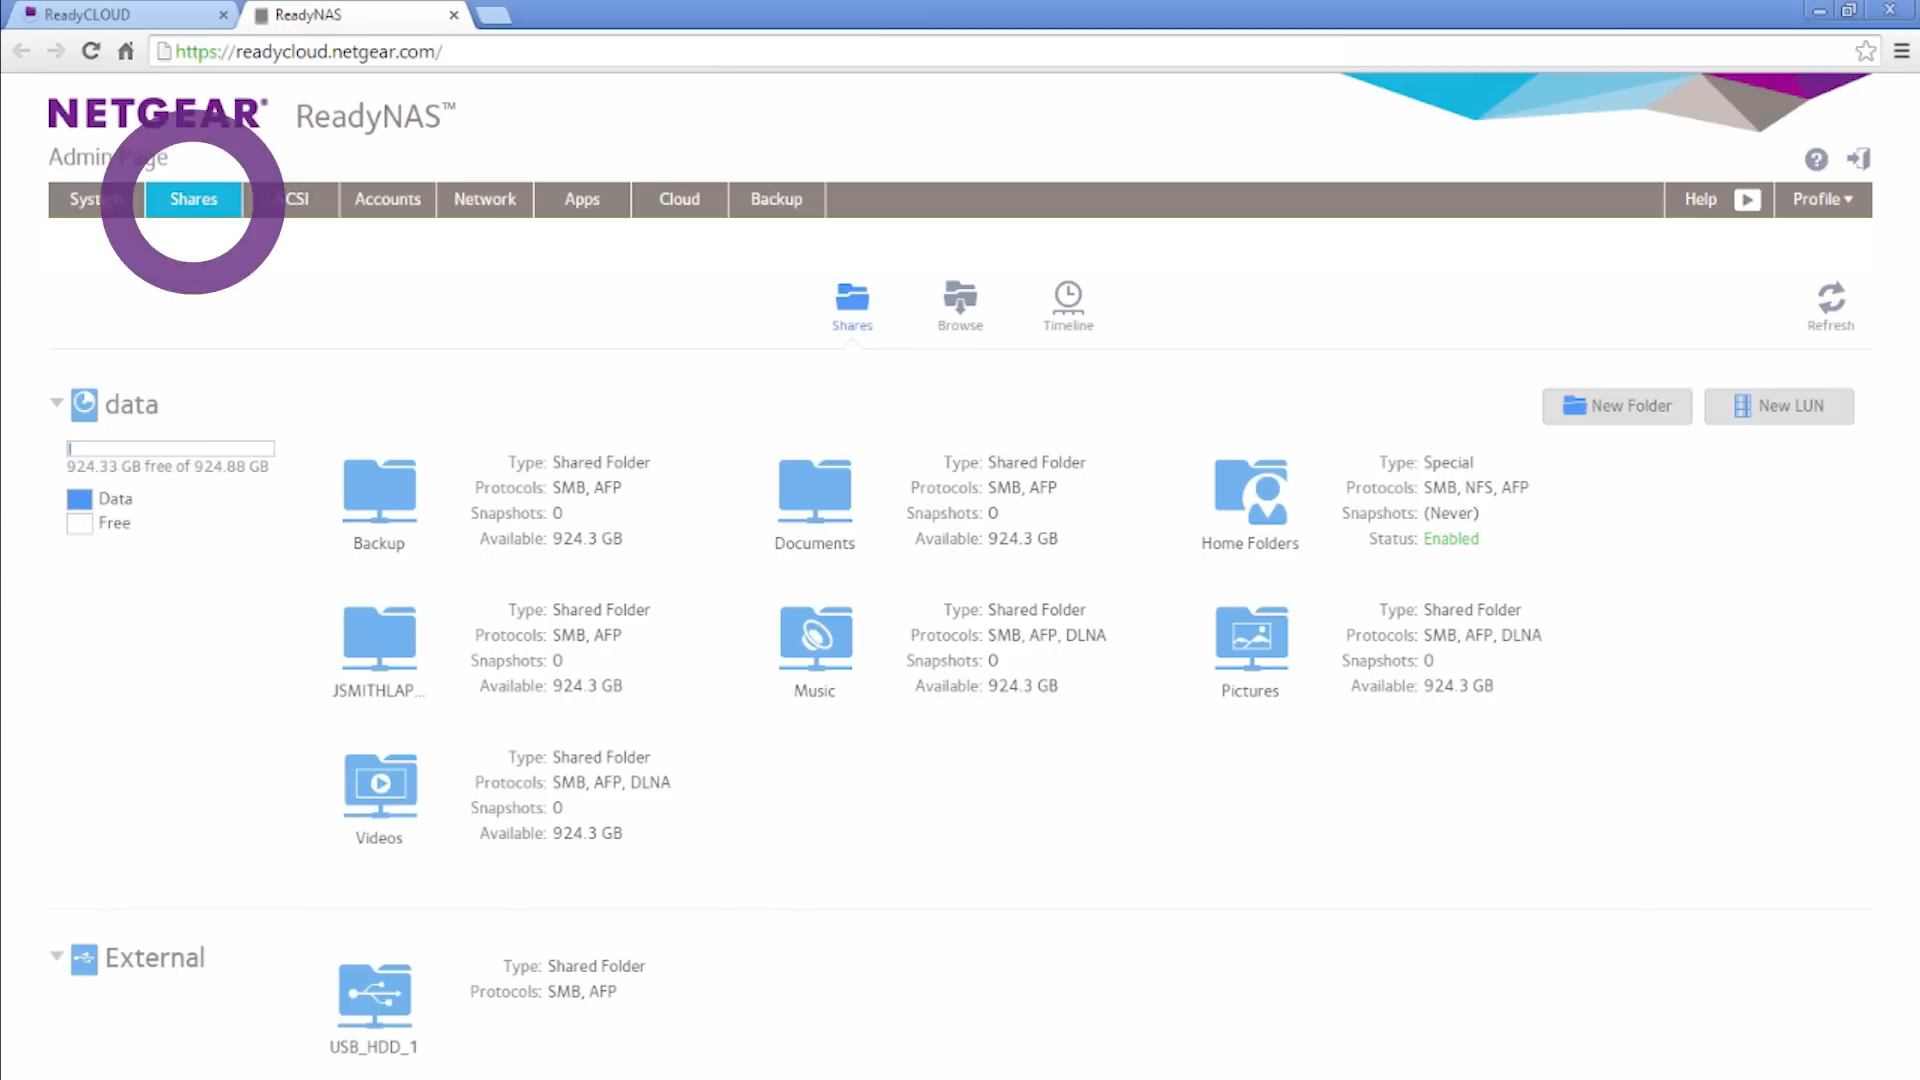 ReadyCLOUD
ReadyNAS
https://readycloud.netgear.com/
NETGEAR® ReadyNAS™
Admin Page
Shares Accounts Network Apps Cloud Backup Help Profile
Shares Browse Timeline Refresh
data
New Folder New LUN
924.33 GB free of 924.88 GB
Data
Free
Type: Shared Folder
Protocols: SMB, AFP
Snapshots: 0
Available: 924.3 GB
Backup
Type: Shared Folder
Protocols: SMB, AFP
Snapshots: 0
Available: 924.3 GB
Documents
Type: Special
Protocols: SMB, NFS, AFP
Snapshots: (Never)
Status: Enabled
Home Folders
Type: Shared Folder
Protocols: SMB, AFP
Snapshots: 0
Available: 924.3 GB
JSMITHLAP...
Type: Shared Folder
Protocols: SMB, AFP, DLNA
Snapshots: 0
Available: 924.3 GB
Music
Type: Shared Folder
Protocols: SMB, AFP, DLNA
Snapshots: 0
Available: 924.3 GB
Pictures
Type: Shared Folder
Protocols: SMB, AFP, DLNA
Snapshots: 0
Available: 924.3 GB
Videos
External
Type: Shared Folder
Protocols: SMB, AFP
USB_HDD_1